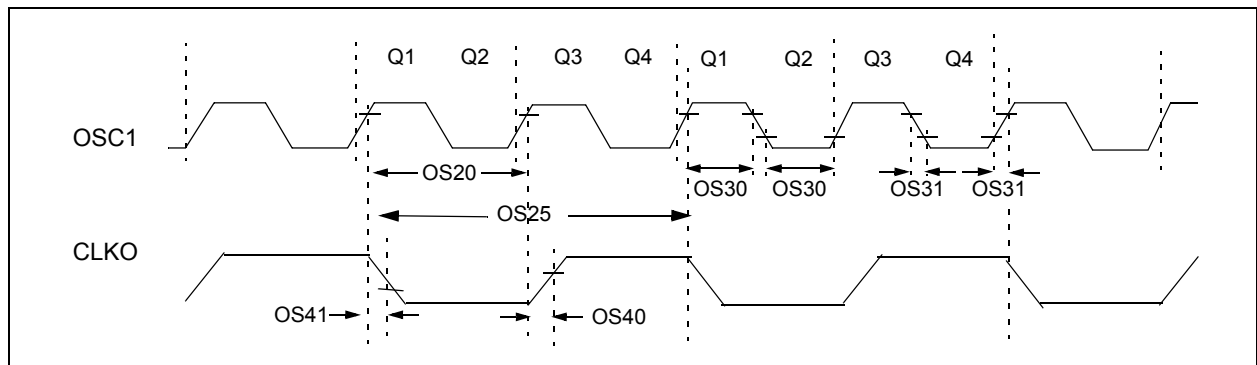 Q1 Q2 Q3 Q4 Q1 Q2 Q3 Q4
OSC1
OS20 OS30 OS30 OS31 OS31
OS25
CLKO
OS41 OS40